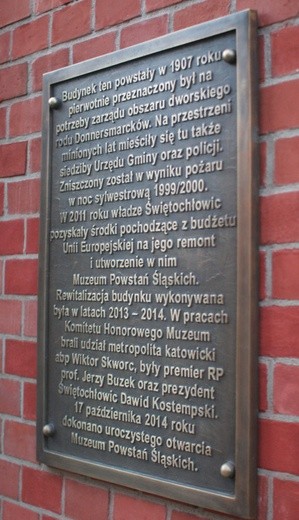 Budynek ten powstały w 1907 roku
pierwotnie przeznaczony był na
potrzeby zarządu obszaru dworskiego
rodu Donnersmarcków. Na przestrzeni
minionych lat mieściły się tu także
siedziby Urzędu Gminy oraz policji.
Zniszczony został w wyniku pożaru
w noc sylwestrową 1999/2000.
W 2011 roku władze Świętochłowic
pozyskały środki pochodzące z budżetu
Unii Europejskiej na jego remont
i utworzenie w nim
Muzeum Powstań Śląskich.
Rewitalizacja budynku wykonywana
była w latach 2013 – 2014. W pracach
Komitetu Honorowego Muzeum
brali udział metropolita katowicki
abp Wiktor Skworc, były premier RP
prof. Jerzy Buzek oraz prezydent
Świętochłowic Dawid Kostempski.
17 października 2014 roku
dokonano uroczystego otwarcia
Muzeum Powstań Śląskich.